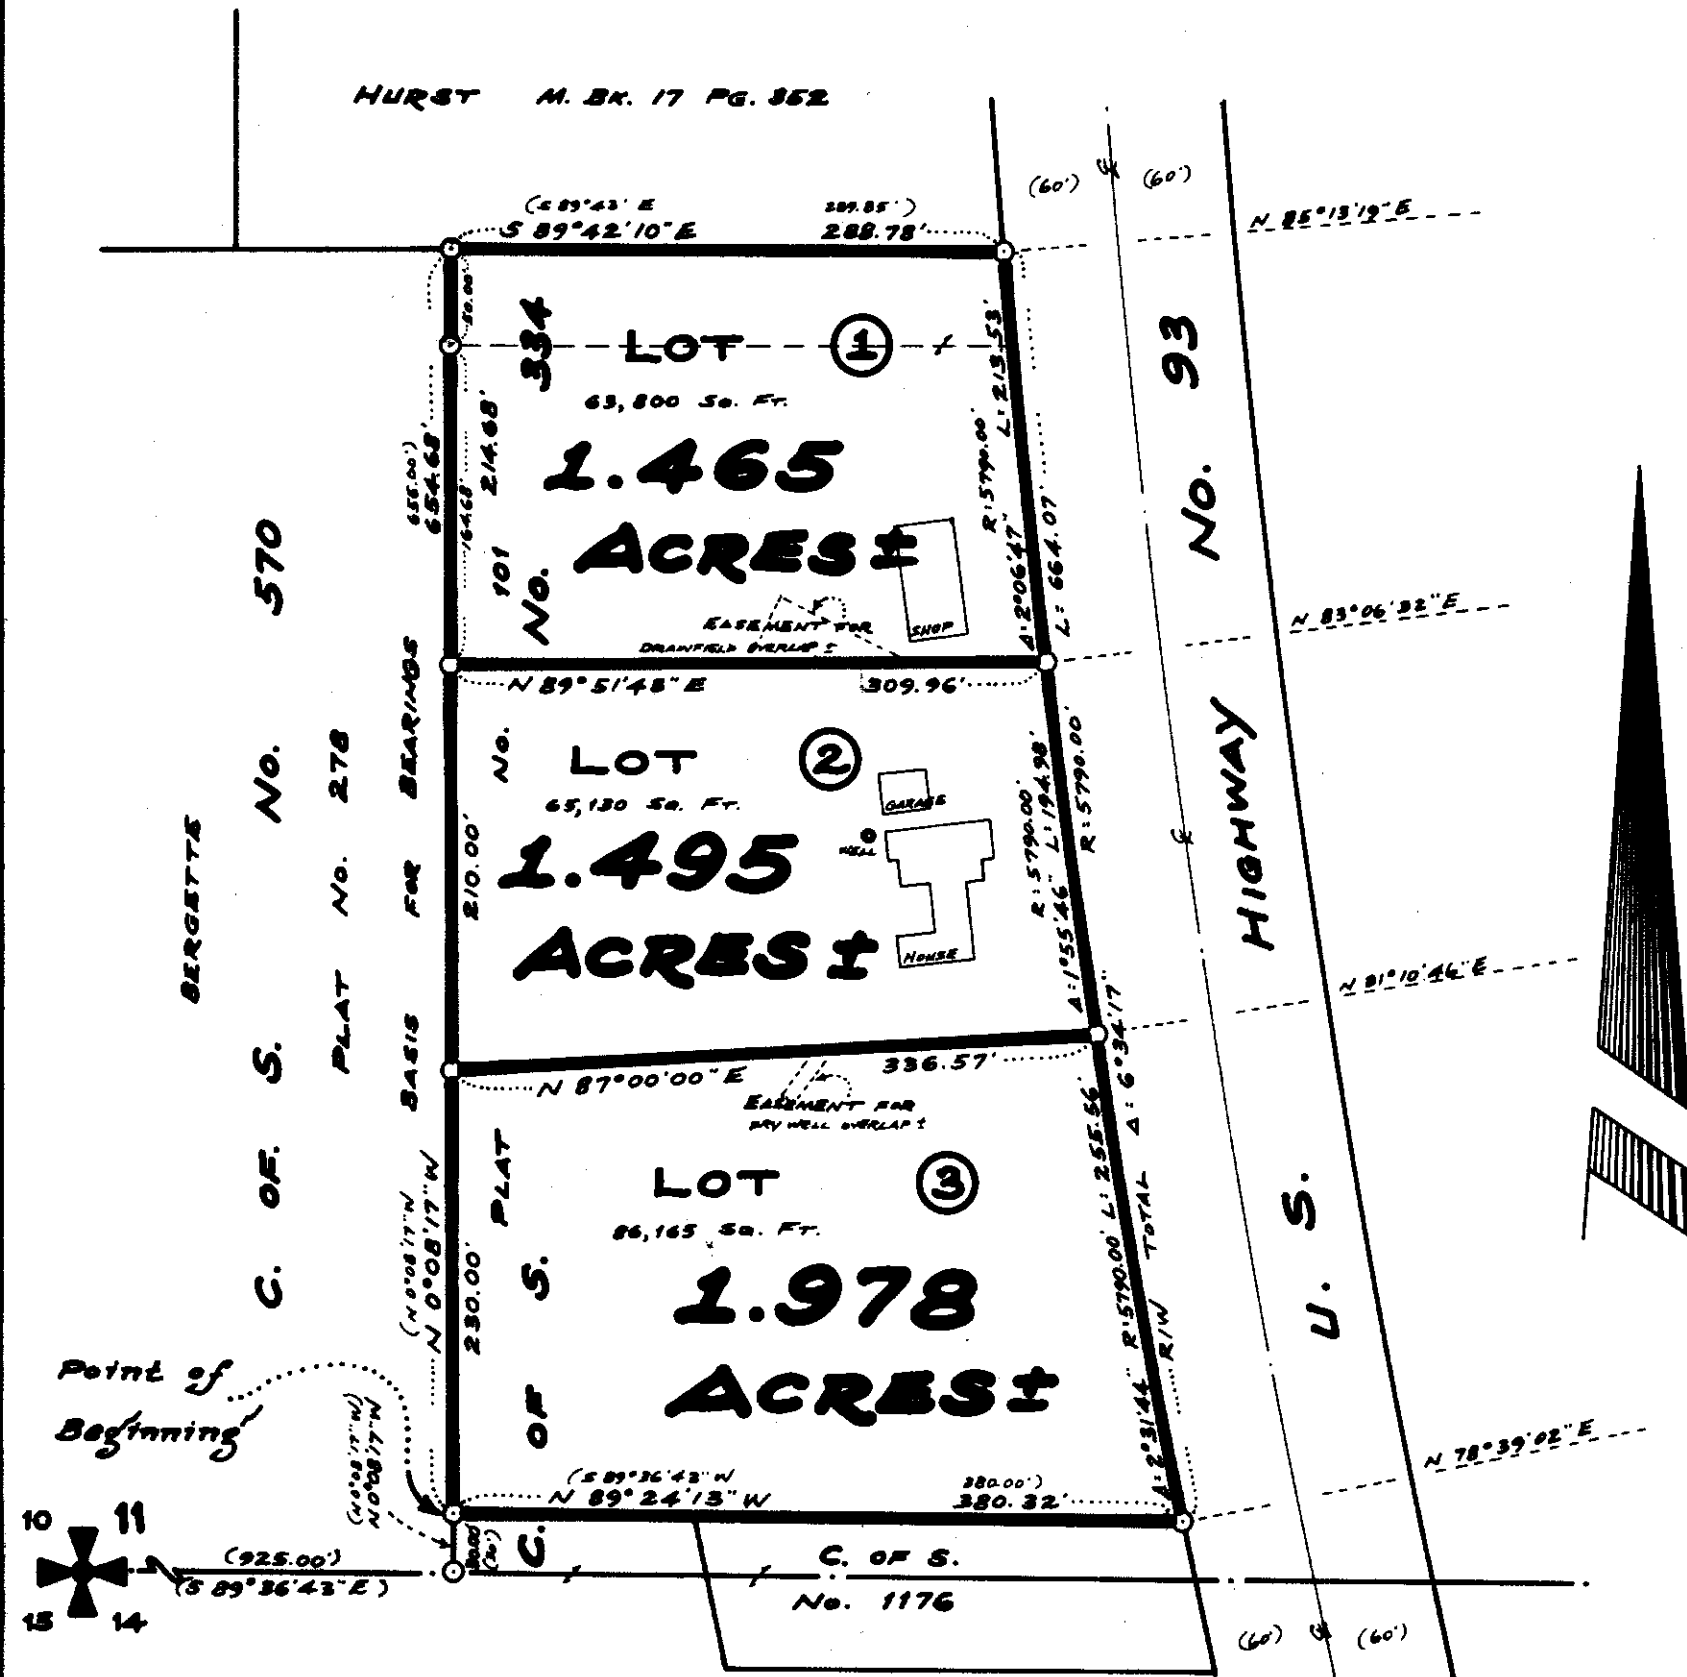 HURST M. BK. 17 PG. 352
(60') ℄ (60')
(S 89°43' E 289.85')
S 89°42'10" E 288.78'
N 85°13'19" E
50.00'
334
LOT 1
63,800 SQ. FT.
1.465
ACRES ±
(655.00')
654.68'
164.68'
214.68'
101
No.
R: 5790.00'
L: 213.53'
Δ: 2°06'47"
L: 664.07'
No. 93
SHOP
EASEMENT FOR
DRAINFIELD OVERLAP ±
N 83°06'32" E
N 89°51'48" E 309.96'
No.
LOT 2
65,130 SQ. FT.
1.495
ACRES ±
210.00'
GARAGE
WELL
HOUSE
R: 5790.00'
Δ: 1°55'46" L: 194.98'
R: 5790.00'
℄
HIGHWAY
N 81°10'46" E
BERGETTE
C. OF. S. No. 570
PLAT No. 278
BASIS FOR BEARINGS
N 87°00'00" E 336.57'
EASEMENT FOR
DRY WELL OVERLAP ±
PLAT
LOT 3
86,165 SQ. FT.
1.978
ACRES ±
(N 0°08'17" W
N 0°08'17" W
230.00'
C. OF S.
Δ: 2°31'44" R: 5790.00' L: 255.56'
R/W TOTAL Δ: 6°34'17"
U. S.
N 78°39'02" E
Point of
Beginning
(N 0°08'17" W)
N 0°08'17" W
(S 89°36'43" W 380.00')
N 89°24'13" W 380.32'
10 11
15 14
(925.00')
(S 89°36'43" E)
30.00'
(30')
C. OF S.
No. 1176
(60') ℄ (60')